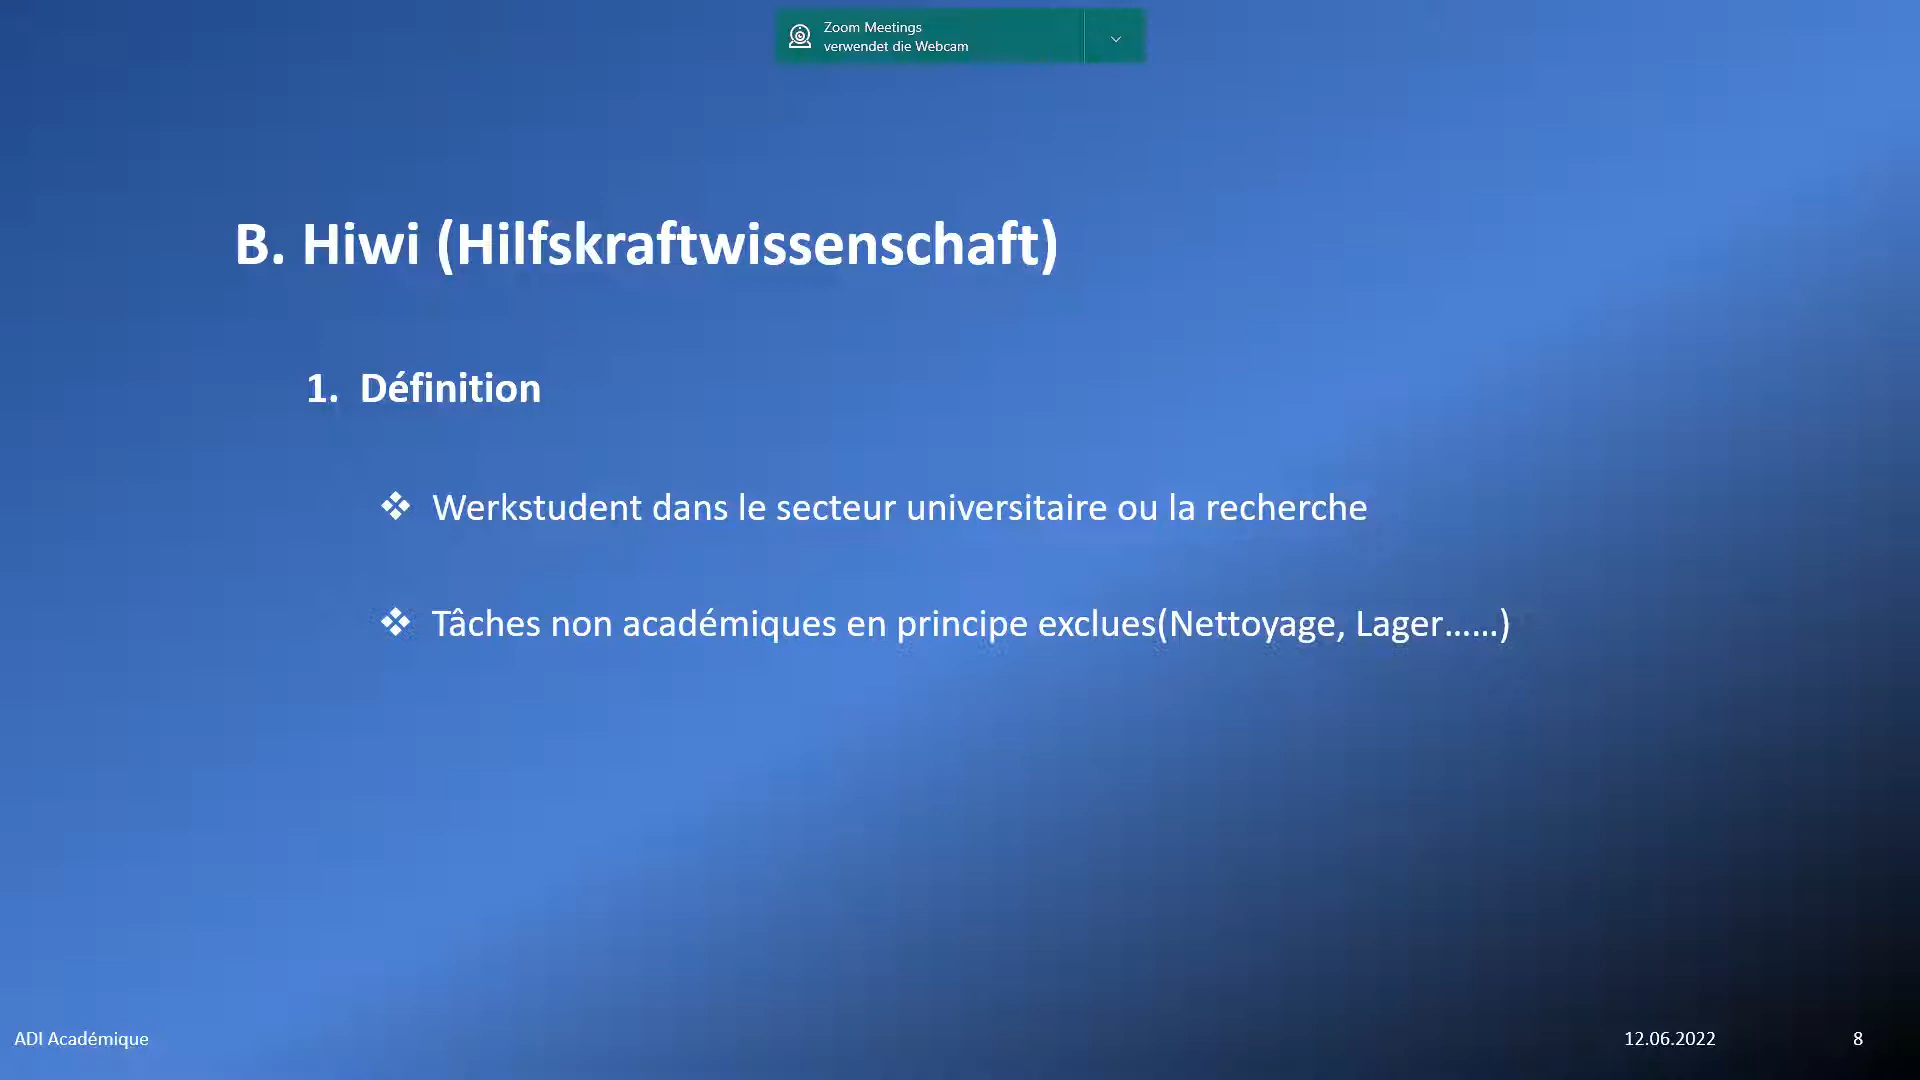 Zoom Meetings
verwendet die Webcam
B. Hiwi (Hilfskraftwissenschaft)
1. Définition
❖ Werkstudent dans le secteur universitaire ou la recherche
❖ Tâches non académiques en principe exclues(Nettoyage, Lager......)
ADI Académique
12.06.2022
8